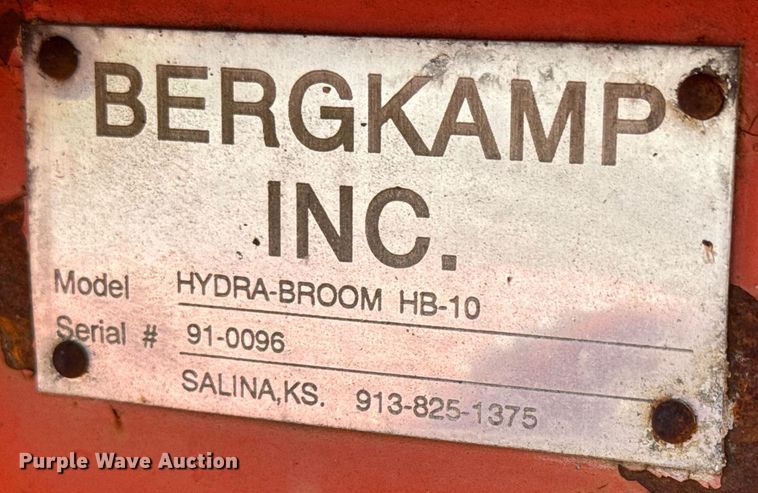 BERGKAMP
INC.
Model HYDRA-BROOM HB-10
Serial # 91-0096
SALINA,KS. 913-825-1375
Purple Wave Auction